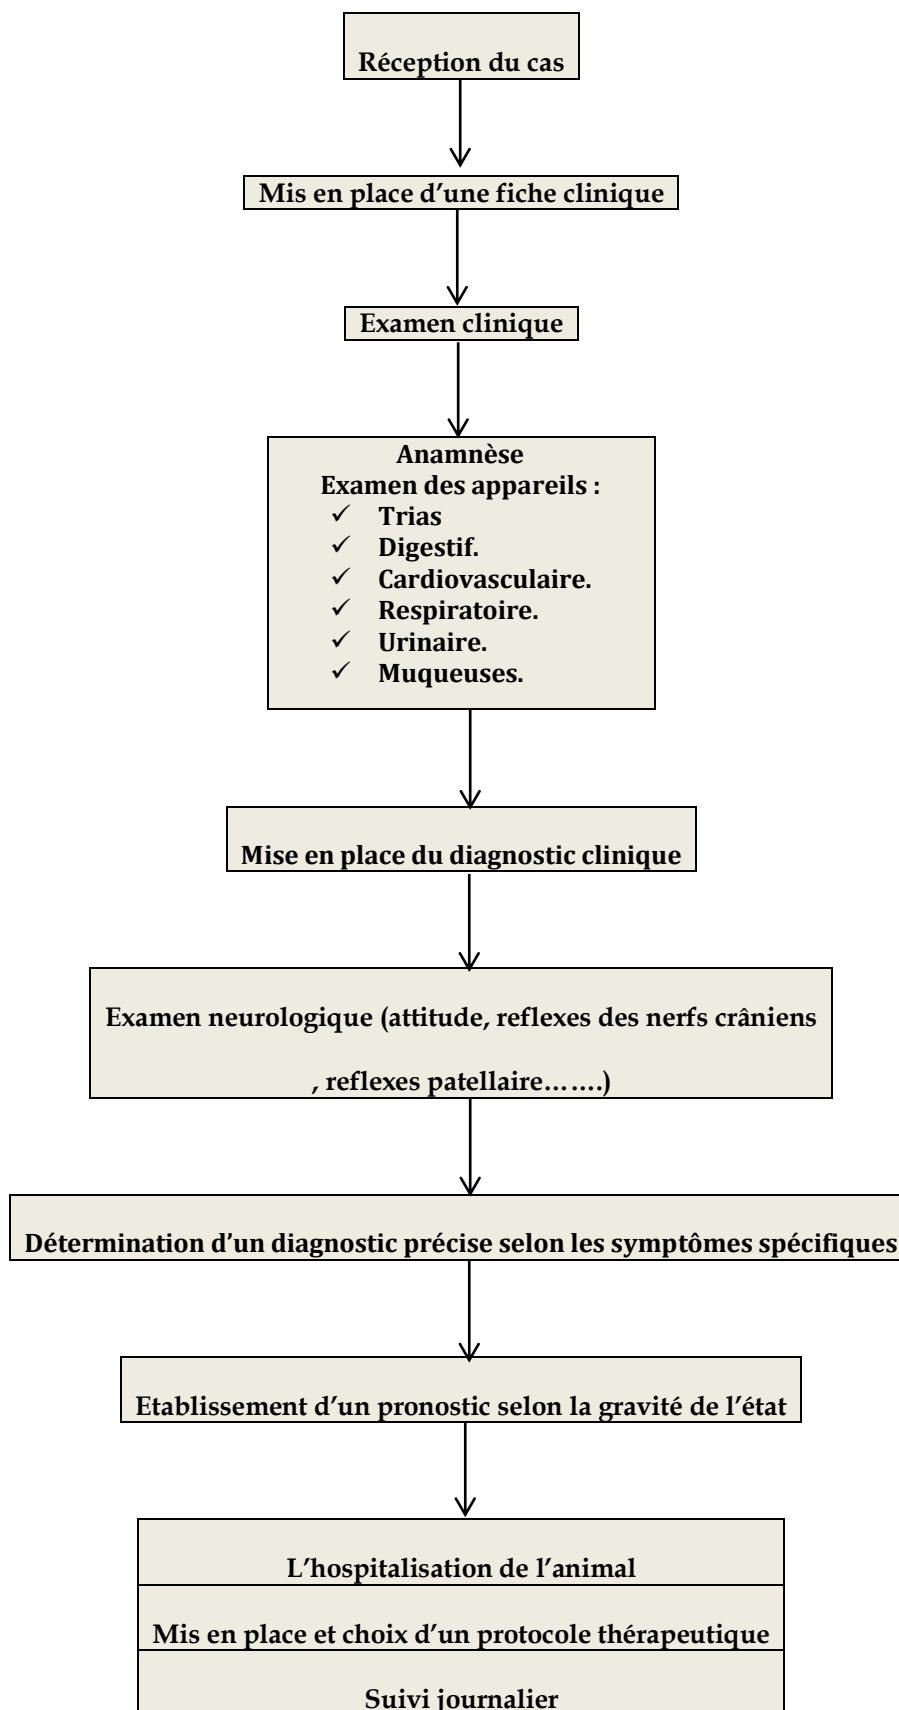 Réception du cas
Mis en place d’une fiche clinique
Examen clinique
Anamnèse
Examen des appareils :
✓ Trias
✓ Digestif.
✓ Cardiovasculaire.
✓ Respiratoire.
✓ Urinaire.
✓ Muqueuses.
Mise en place du diagnostic clinique
Examen neurologique (attitude, reflexes des nerfs crâniens
, reflexes patellaire…….)
Détermination d'un diagnostic précise selon les symptômes spécifiques
Etablissement d’un pronostic selon la gravité de l’état
L’hospitalisation de l’animal
Mis en place et choix d’un protocole thérapeutique
Suivi journalier